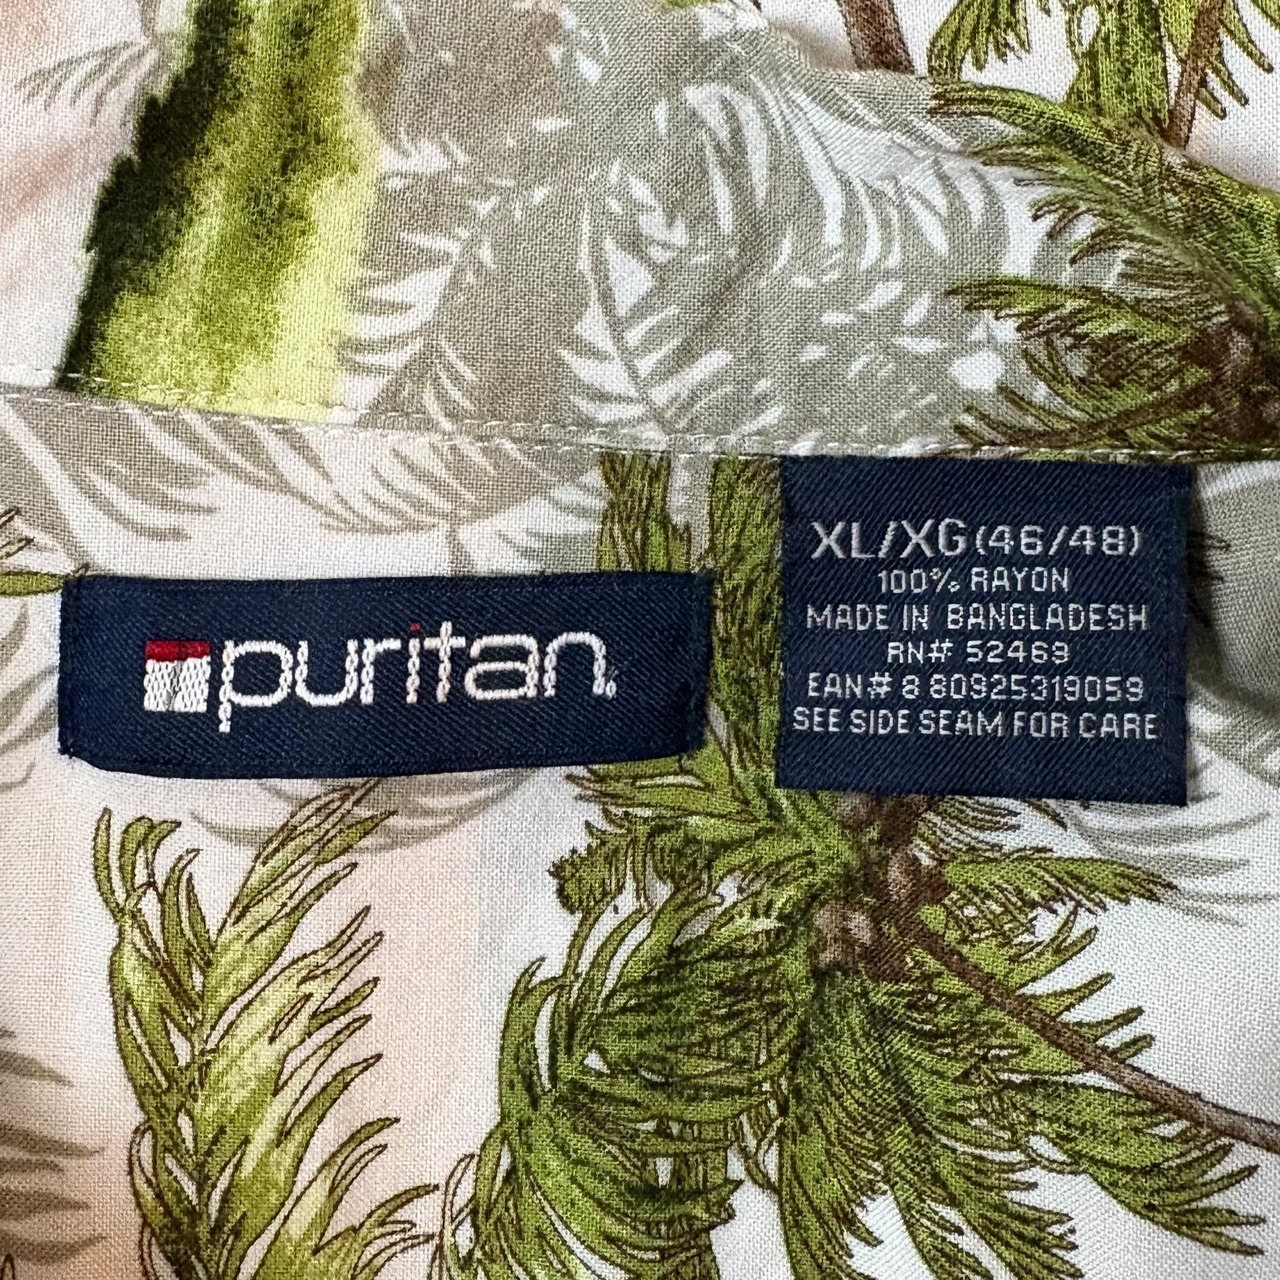 puritan.
XL/XG (46/48)
100% RAYON
MADE IN BANGLADESH
RN# 52469
EAN# 8 80925319059
SEE SIDE SEAM FOR CARE